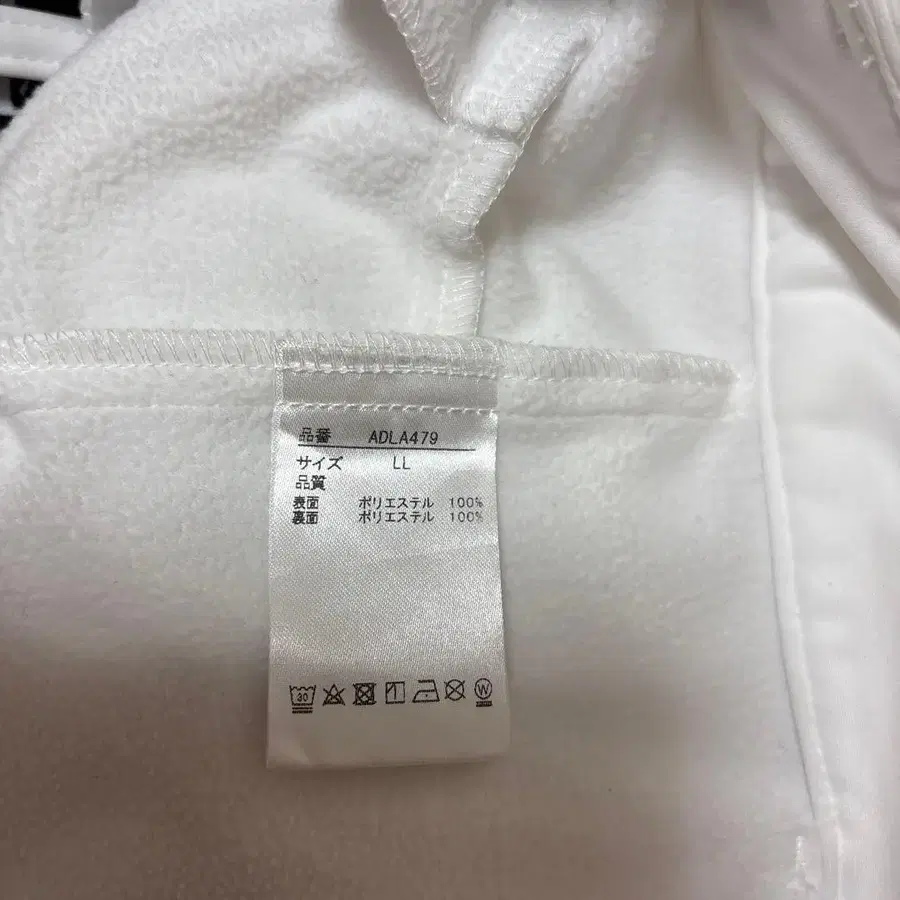 品番 ADLA479
サイズ LL
品質
表面 ポリエステル 100%
裏面 ポリエステル 100%
30 W